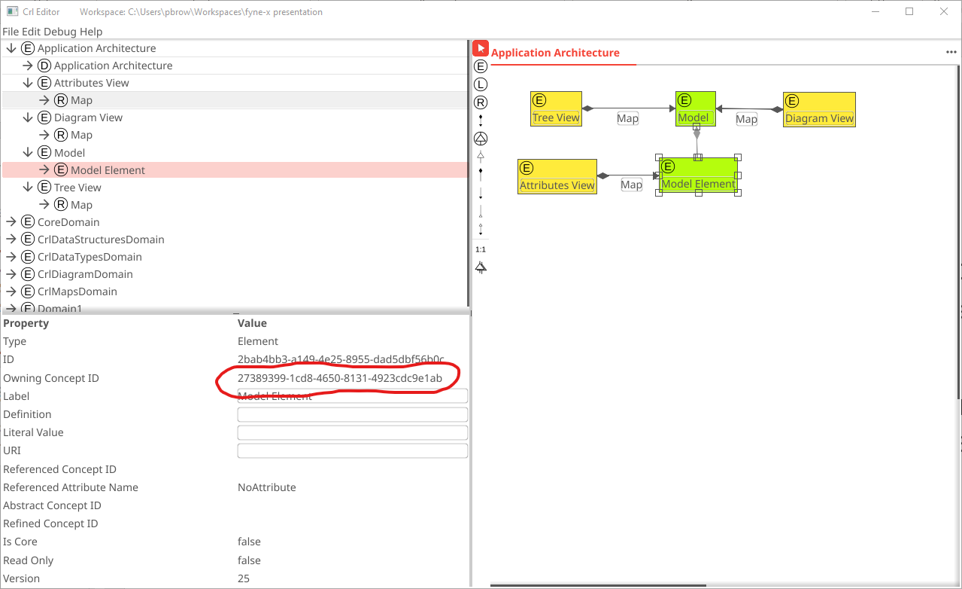 Crl Editor Workspace: C:\Users\pbrow\Workspaces\fyne-x presentation
File Edit Debug Help
E Application Architecture
D Application Architecture
E Attributes View
R Map
E Diagram View
R Map
E Model
E Model Element
E Tree View
R Map
E CoreDomain
E CrlDataStructuresDomain
E CrlDataTypesDomain
E CrlDiagramDomain
E CrlMapsDomain
E Domain1
Property Value
Type Element
ID 2bab4bb3-a149-4e25-8955-dad5dbf56b0c
Owning Concept ID 27389399-1cd8-4650-8131-4923cdc9e1ab
Label Model Element
Definition
Literal Value
URI
Referenced Concept ID
Referenced Attribute Name NoAttribute
Abstract Concept ID
Refined Concept ID
Is Core false
Read Only false
Version 25
E
L
R
1:1
Application Architecture
E
Tree View
Map
E
Model
Map
E
Diagram View
E
Attributes View
Map
E
Model Element